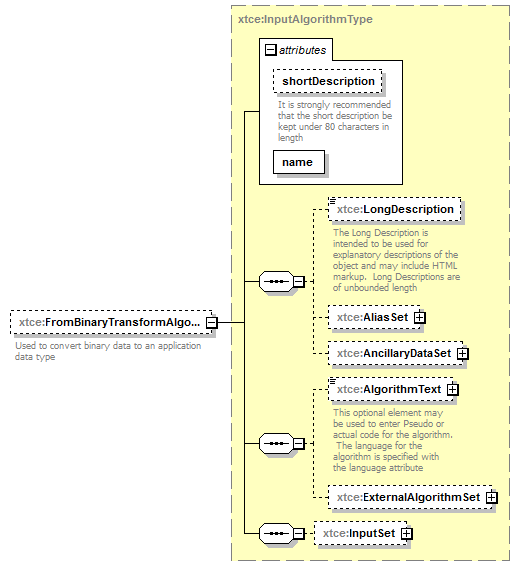 xtce:InputAlgorithmType
attributes
shortDescription
It is strongly recommended
that the short description be
kept under 80 characters in
length
name
xtce:LongDescription
The Long Description is
intended to be used for
explanatory descriptions of the
object and may include HTML
markup.  Long Descriptions are
of unbounded length
xtce:AliasSet
xtce:FromBinaryTransformAlgo...
Used to convert binary data to an application
data type
xtce:AncillaryDataSet
xtce:AlgorithmText
This optional element may
be used to enter Pseudo or
actual code for the algorithm.
The language for the
algorithm is specified with
the language attribute
xtce:ExternalAlgorithmSet
xtce:InputSet